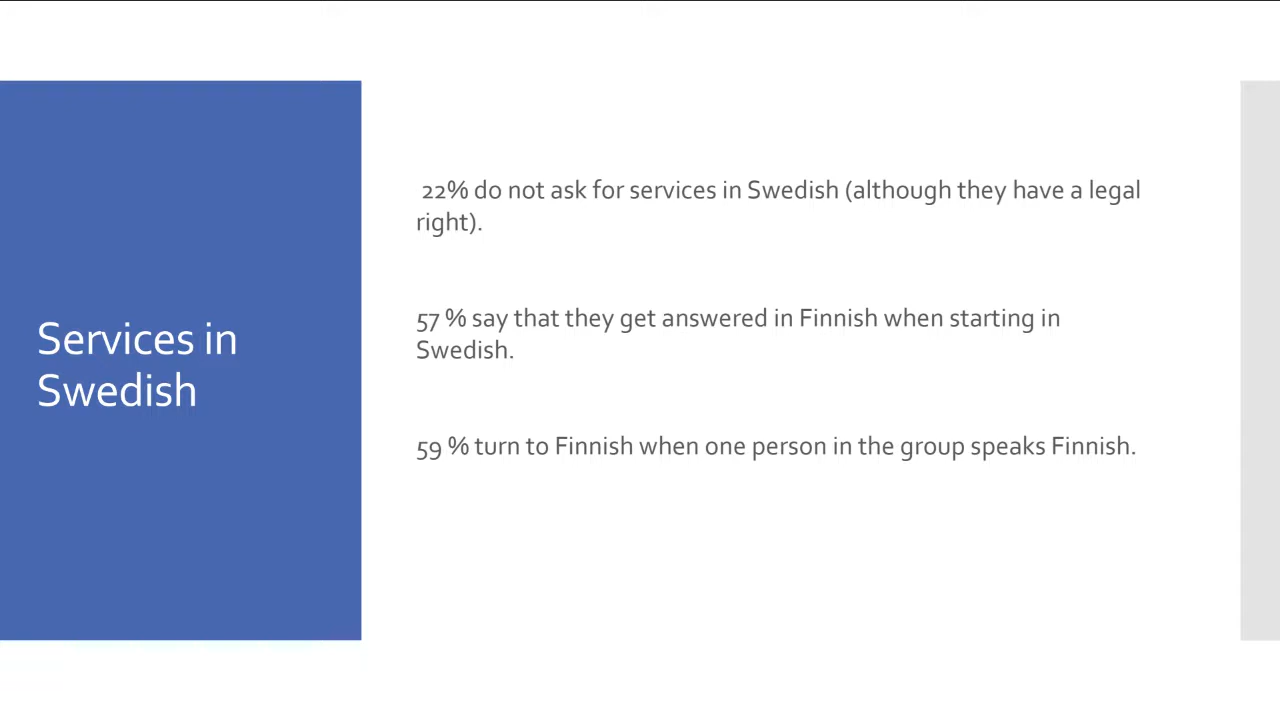 Services in
Swedish
22% do not ask for services in Swedish (although they have a legal
right).
57 % say that they get answered in Finnish when starting in
Swedish.
59 % turn to Finnish when one person in the group speaks Finnish.